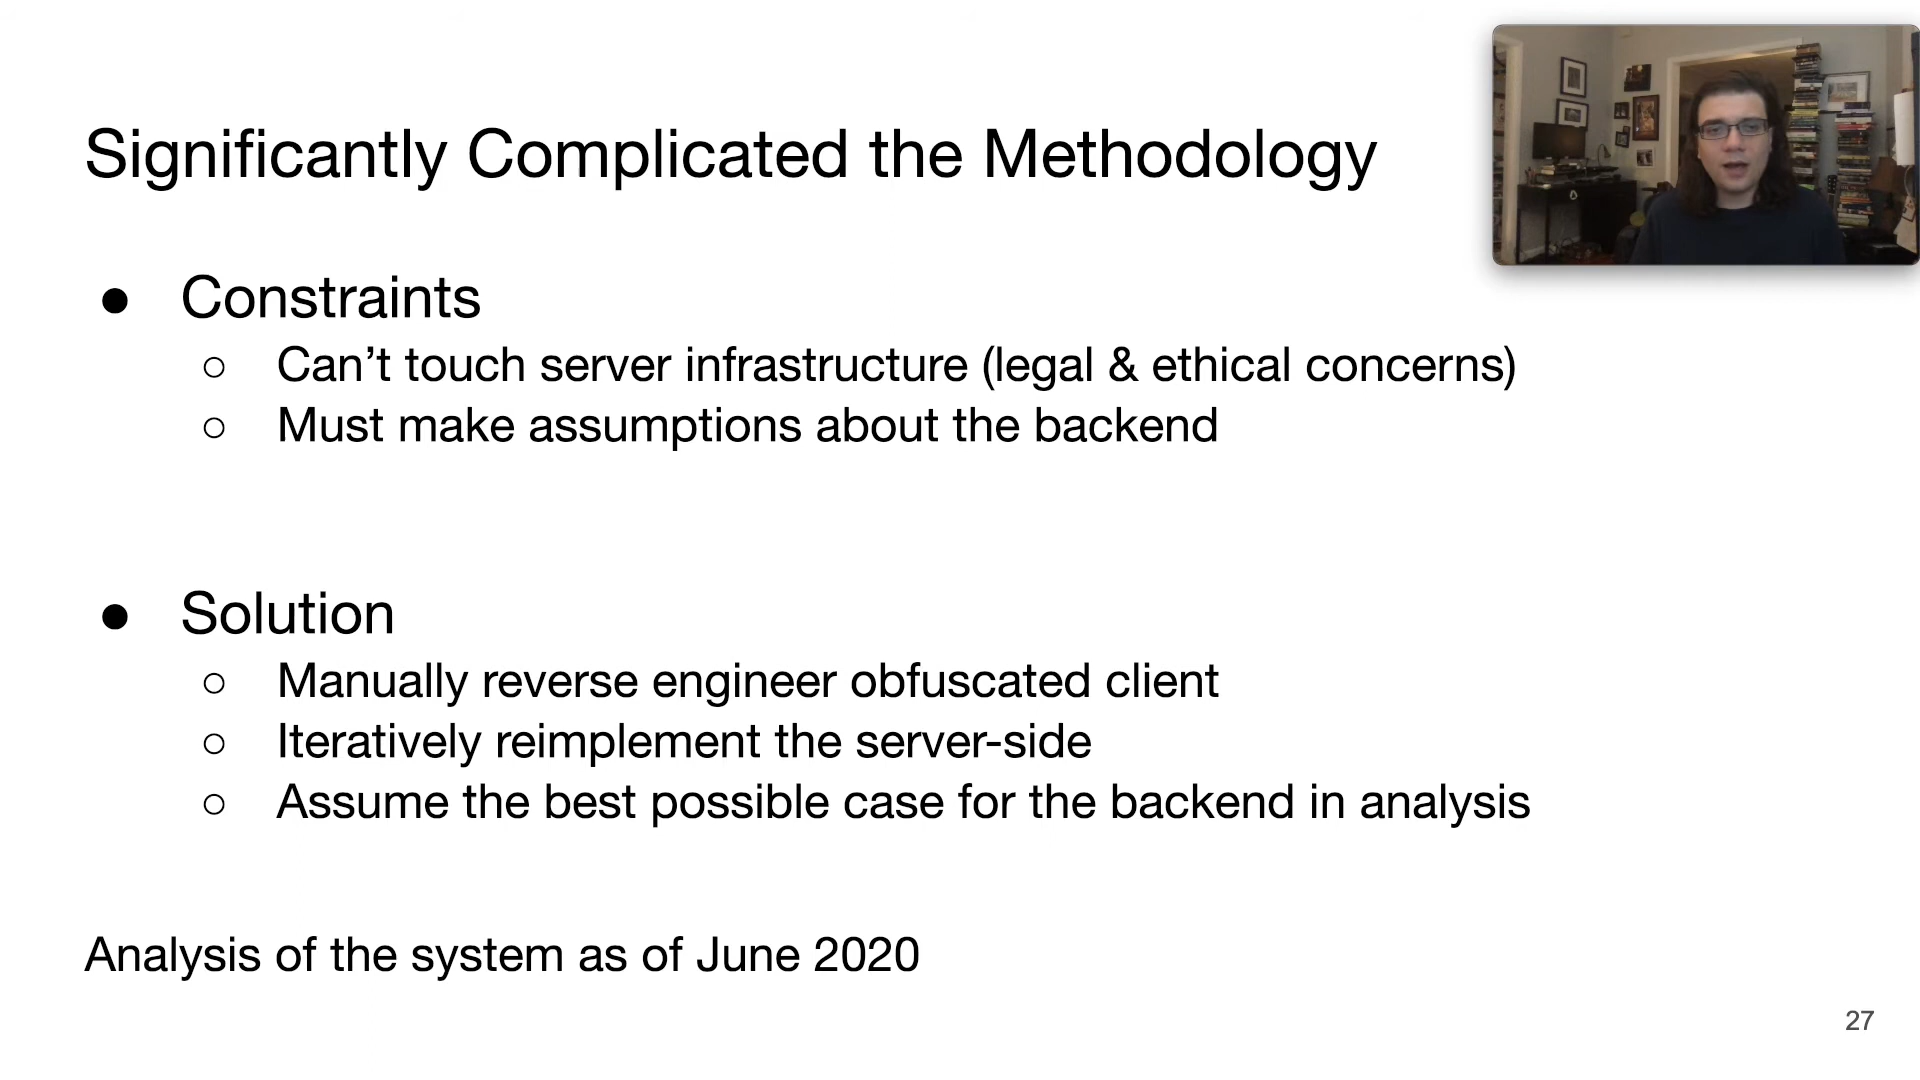 Significantly Complicated the Methodology
● Constraints
○ Can’t touch server infrastructure (legal & ethical concerns)
○ Must make assumptions about the backend
● Solution
○ Manually reverse engineer obfuscated client
○ Iteratively reimplement the server-side
○ Assume the best possible case for the backend in analysis
Analysis of the system as of June 2020
27